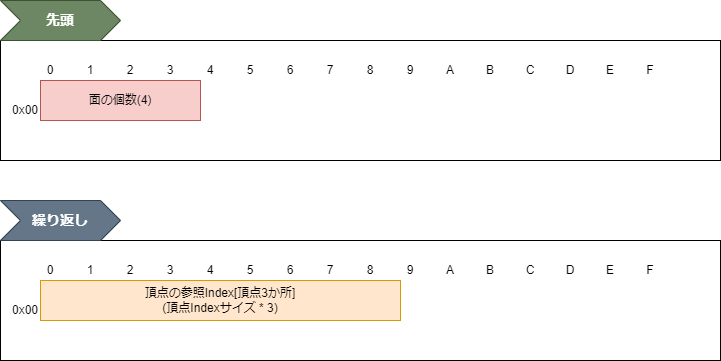 先頭
0 1 2 3 4 5 6 7 8 9 A B C D E F
0x00 面の個数(4)
繰り返し
0 1 2 3 4 5 6 7 8 9 A B C D E F
頂点の参照Index[頂点3か所]
0x00 (頂点Indexサイズ * 3)